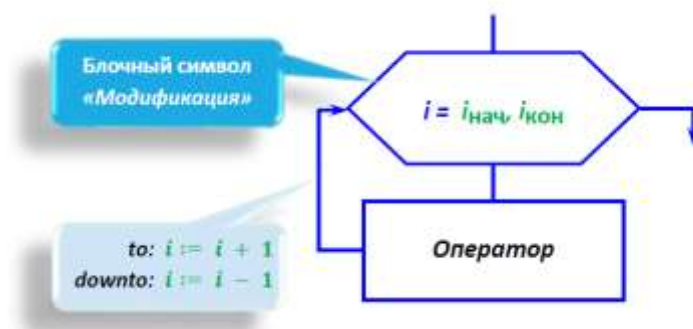 Блочный символ
«Модификация»
i = iнач, iкон
Оператор
to: i := i + 1
downto: i := i − 1